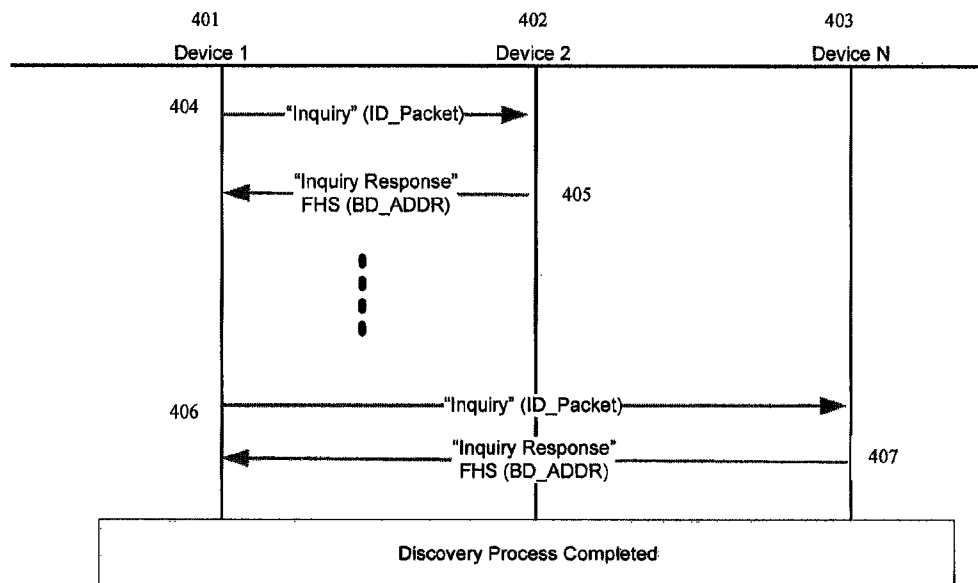 401 402 403
Device 1 Device 2 Device N
404 "Inquiry" (ID_Packet)
"Inquiry Response"
FHS (BD_ADDR) 405
406 "Inquiry" (ID_Packet)
"Inquiry Response"
FHS (BD_ADDR) 407
Discovery Process Completed